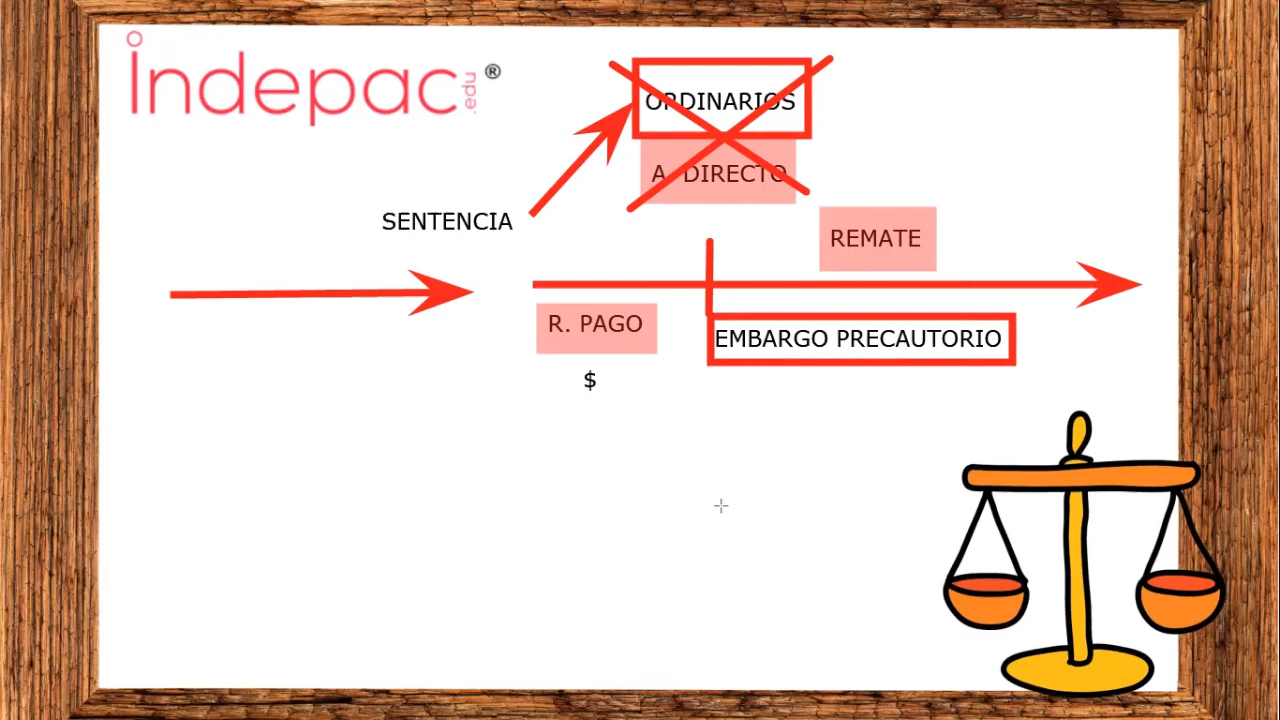 indepac.edu ®
ORDINARIOS
A. DIRECTO
SENTENCIA
REMATE
R. PAGO
EMBARGO PRECAUTORIO
$